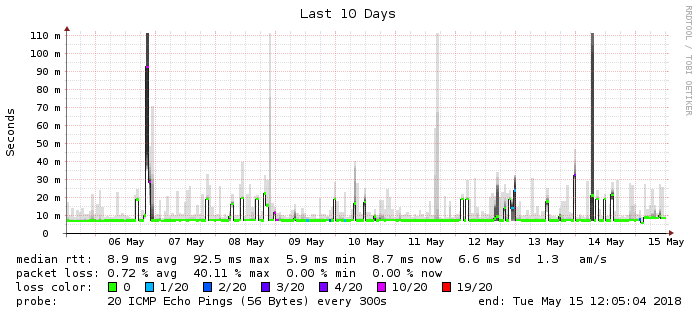 Last 10 Days
RRDTOOL / TOBI OETIKER
Seconds
110 m
100 m
90 m
80 m
70 m
60 m
50 m
40 m
30 m
20 m
10 m
0
06 May 07 May 08 May 09 May 10 May 11 May 12 May 13 May 14 May 15 May
median rtt: 8.9 ms avg 92.5 ms max 5.9 ms min 8.7 ms now 6.6 ms sd 1.3 am/s
packet loss: 0.72 % avg 40.11 % max 0.00 % min 0.00 % now
loss color: 0 1/20 2/20 3/20 4/20 10/20 19/20
probe: 20 ICMP Echo Pings (56 Bytes) every 300s end: Tue May 15 12:05:04 2018